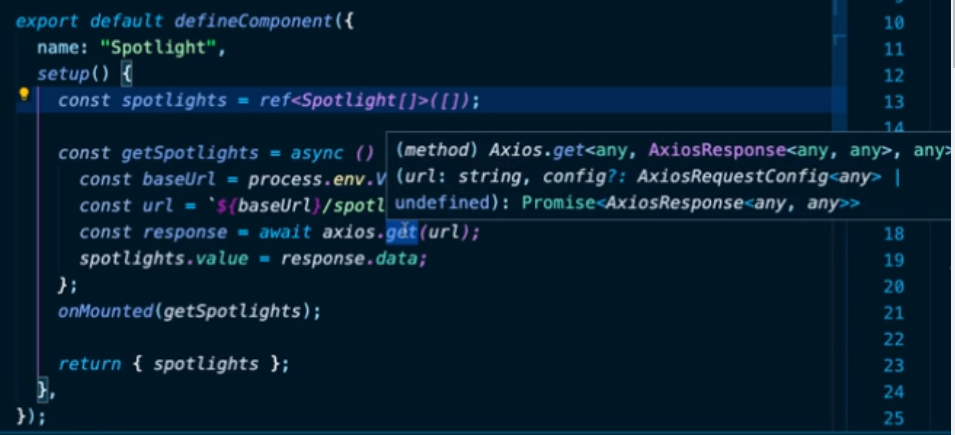 export default defineComponent({
name: "Spotlight",
setup() {
const spotlights = ref<Spotlight[]>([]);
const getSpotlights = async ()
const baseUrl = process.env.V
const url = `${baseUrl}/spotl
const response = await axios.get(url);
spotlights.value = response.data;
};
onMounted(getSpotlights);
return { spotlights };
},
});
(method) Axios.get<any, AxiosResponse<any, any>, any>
(url: string, config?: AxiosRequestConfig<any> |
undefined): Promise<AxiosResponse<any, any>>
10
11
12
13
14
18
19
20
21
22
23
24
25